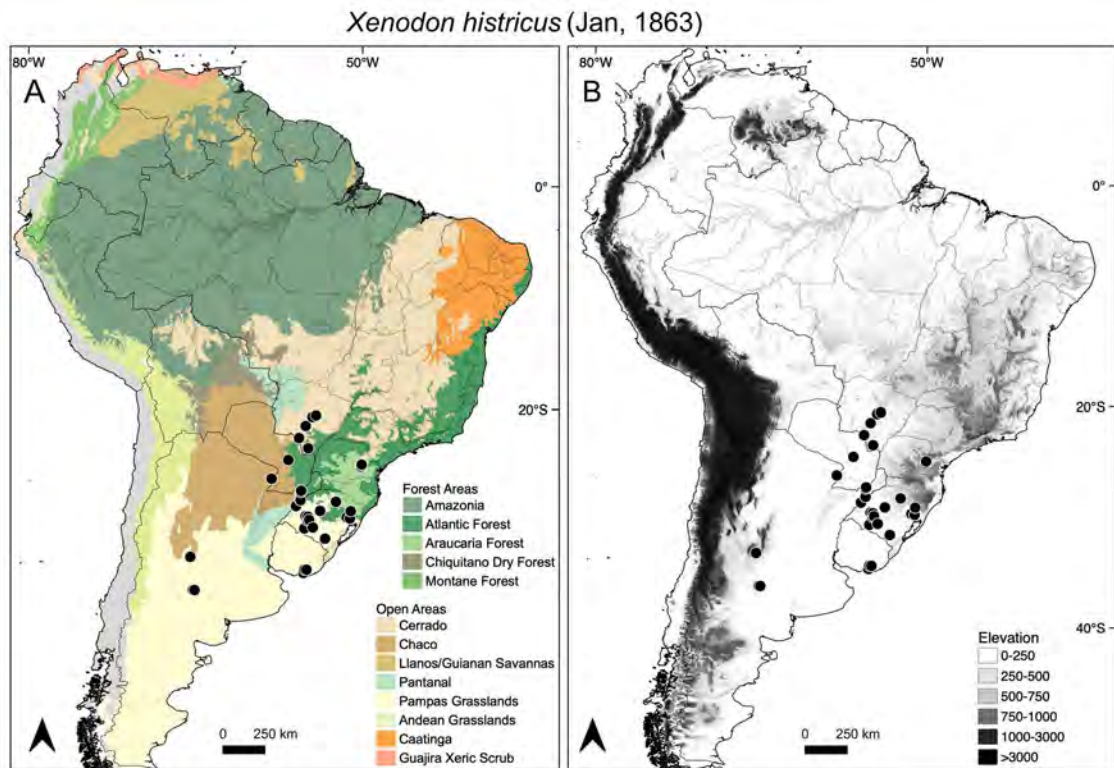 Xenodon histricus (Jan, 1863)
80°W
50°W
A
0°
20°S
Forest Areas
Amazonia
Atlantic Forest
Araucaria Forest
Chiquitano Dry Forest
Montane Forest
Open Areas
Cerrado
Chaco
Llanos/Guianan Savannas
Pantanal
Pampas Grasslands
Andean Grasslands
Caatinga
Guajira Xeric Scrub
0 250 km
80°W
50°W
B
0°
20°S
40°S
Elevation
0-250
250-500
500-750
750-1000
1000-3000
>3000
0 250 km